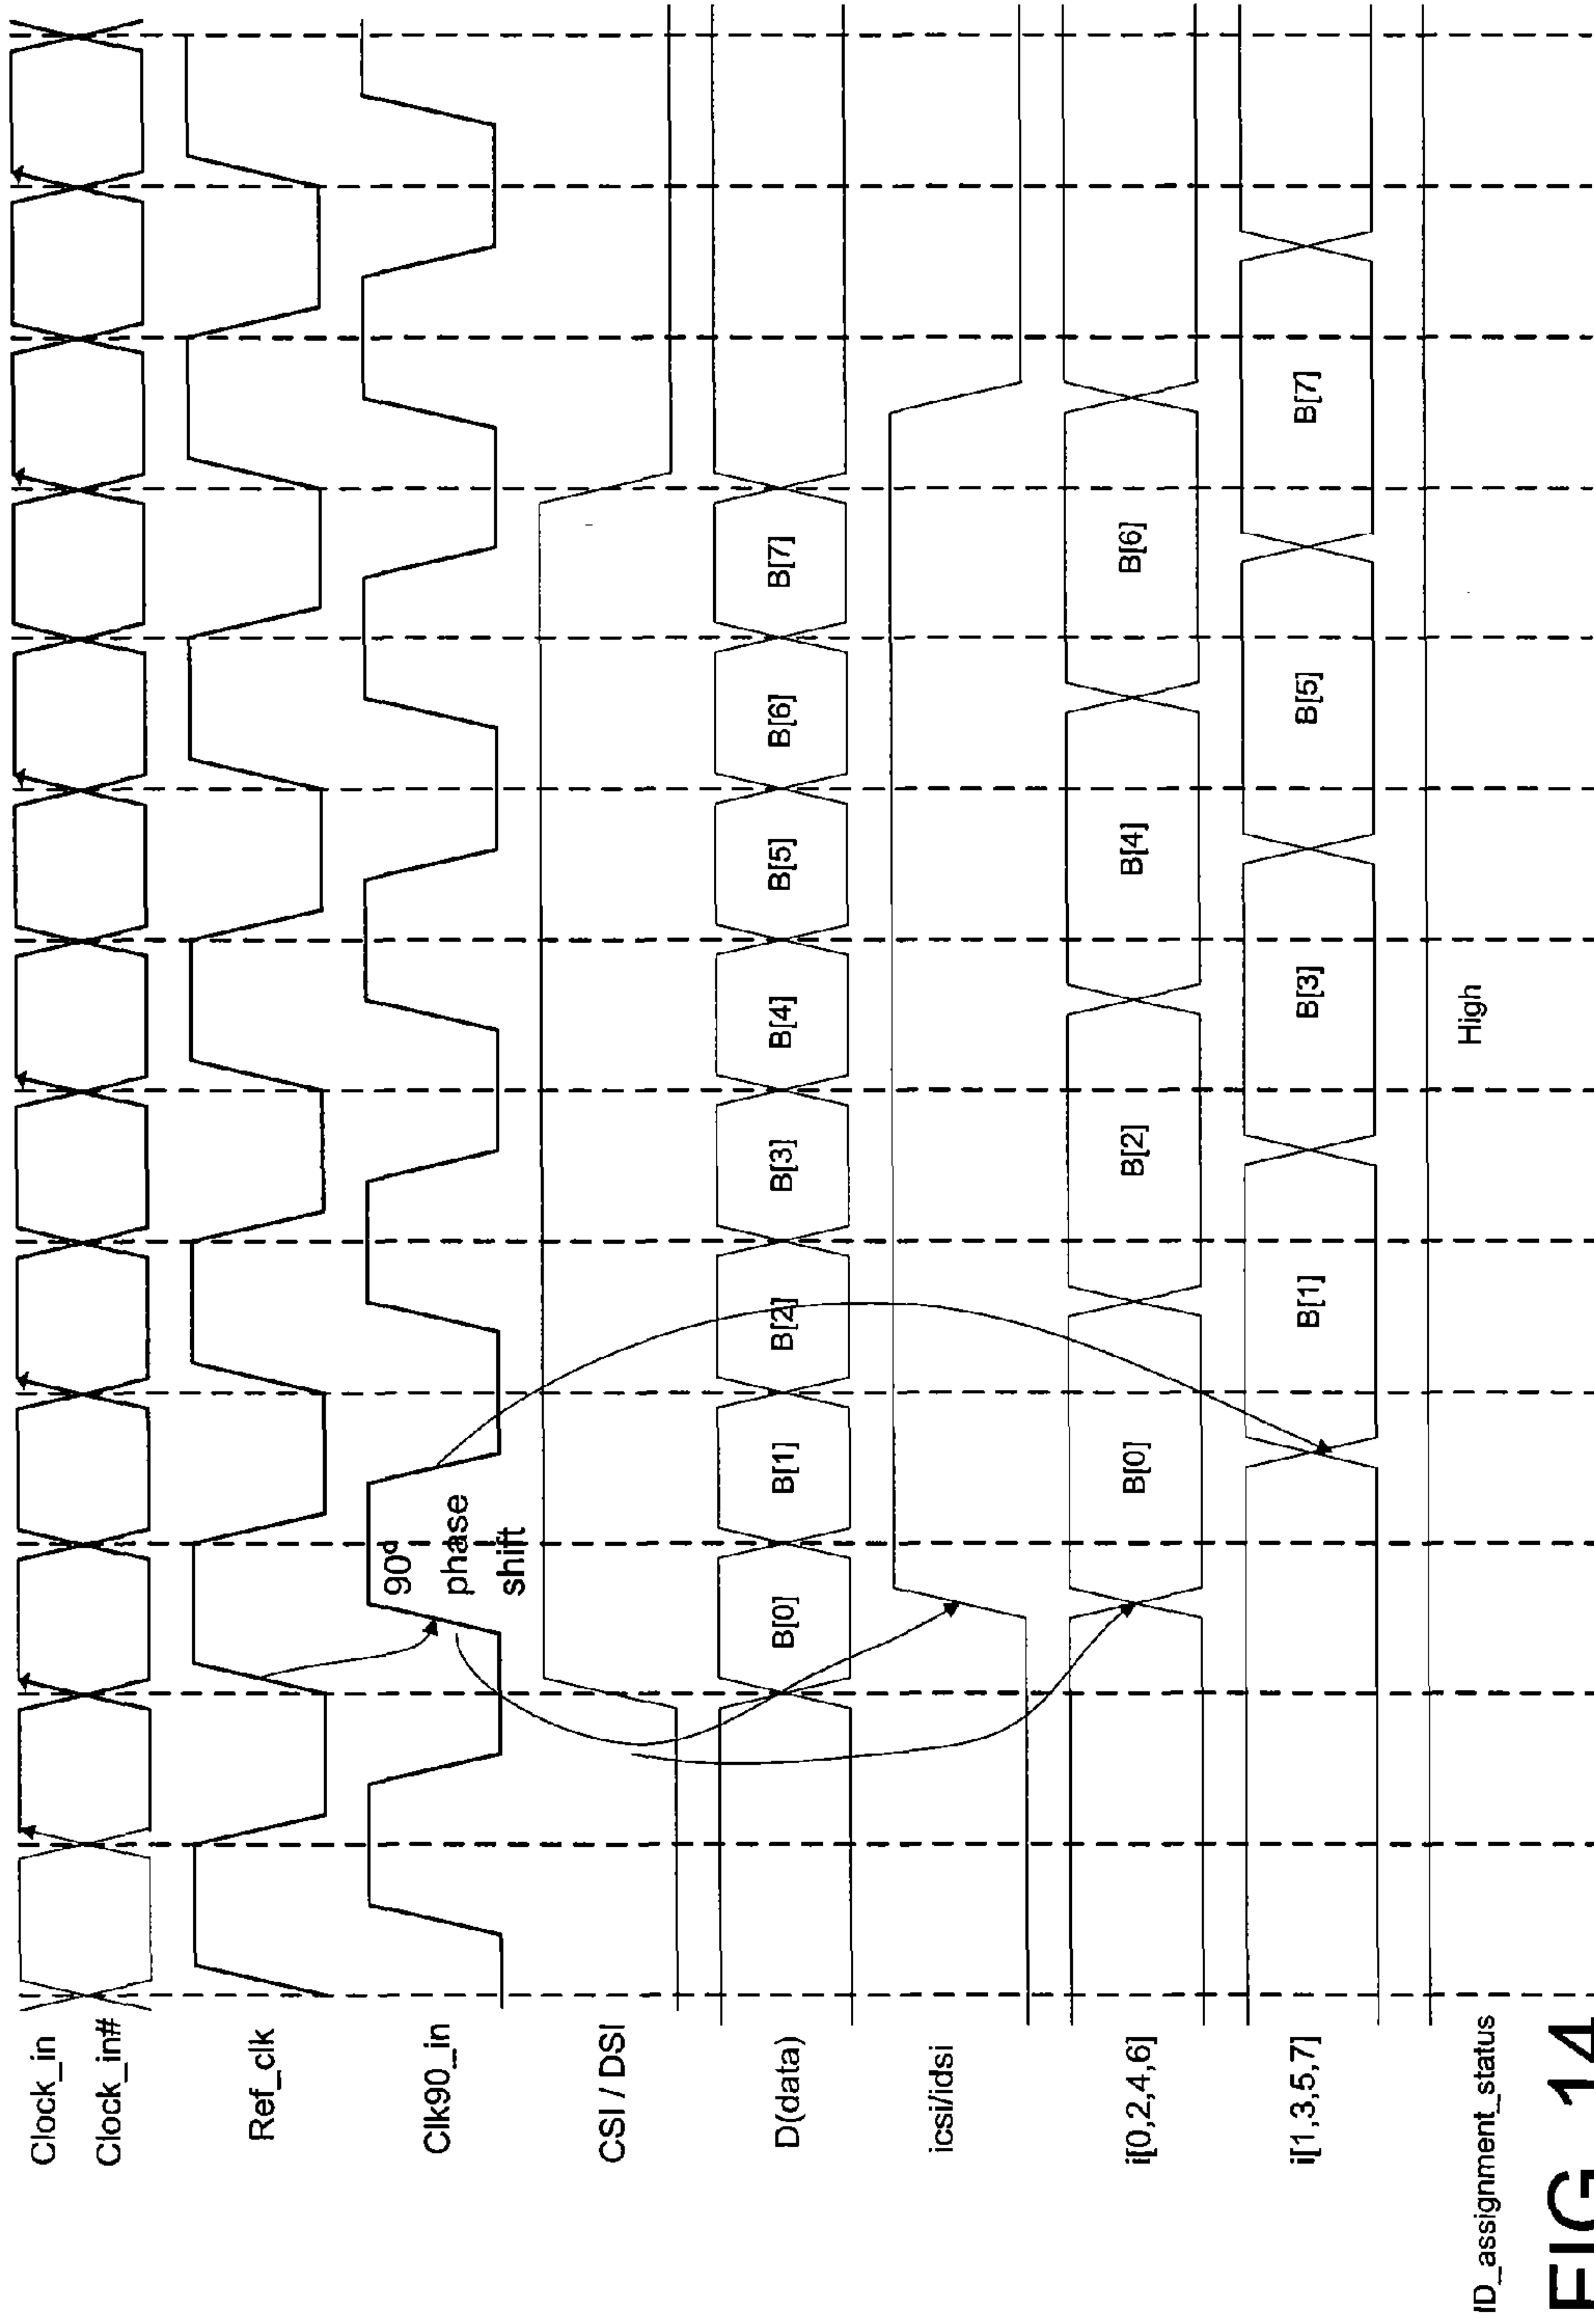 Clock_in
Clock_in#
Ref_clk
Clk90_in
90d
phase
shift
CSI / DSI
D(data)
B[0] B[1] B[2] B[3] B[4] B[5] B[6] B[7]
icsi/idsi
i[0,2,4,6]
B[0] B[2] B[4] B[6]
i[1,3,5,7]
B[1] B[3] B[5] B[7]
ID_assignment_status
High
FIG. 14